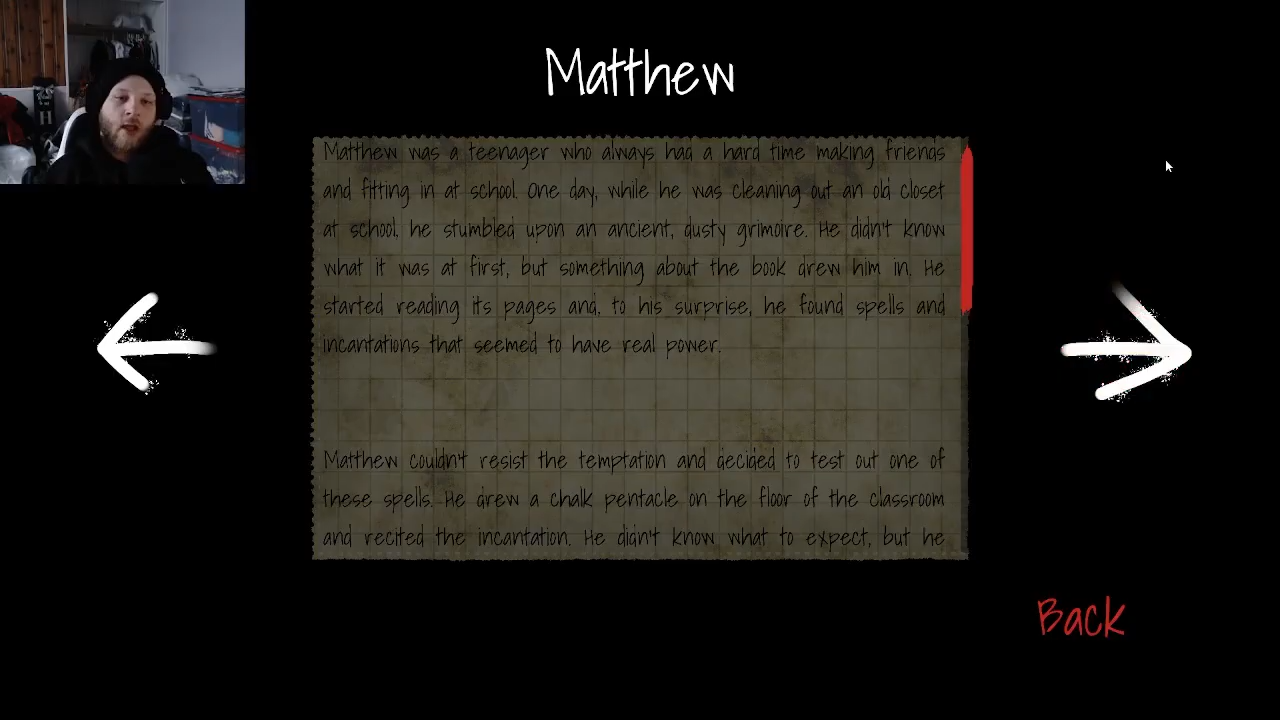 Matthew
Matthew was a teenager who always had a hard time making friends
and fitting in at school. One day, while he was cleaning out an old closet
at school, he stumbled upon an ancient, dusty grimoire. He didn't know
what it was at first, but something about the book drew him in. He
started reading its pages and, to his surprise, he found spells and
incantations that seemed to have real power.
Matthew couldn't resist the temptation and decided to test out one of
these spells. He drew a chalk pentacle on the floor of the classroom
and recited the incantation. He didn't know what to expect, but he
Back